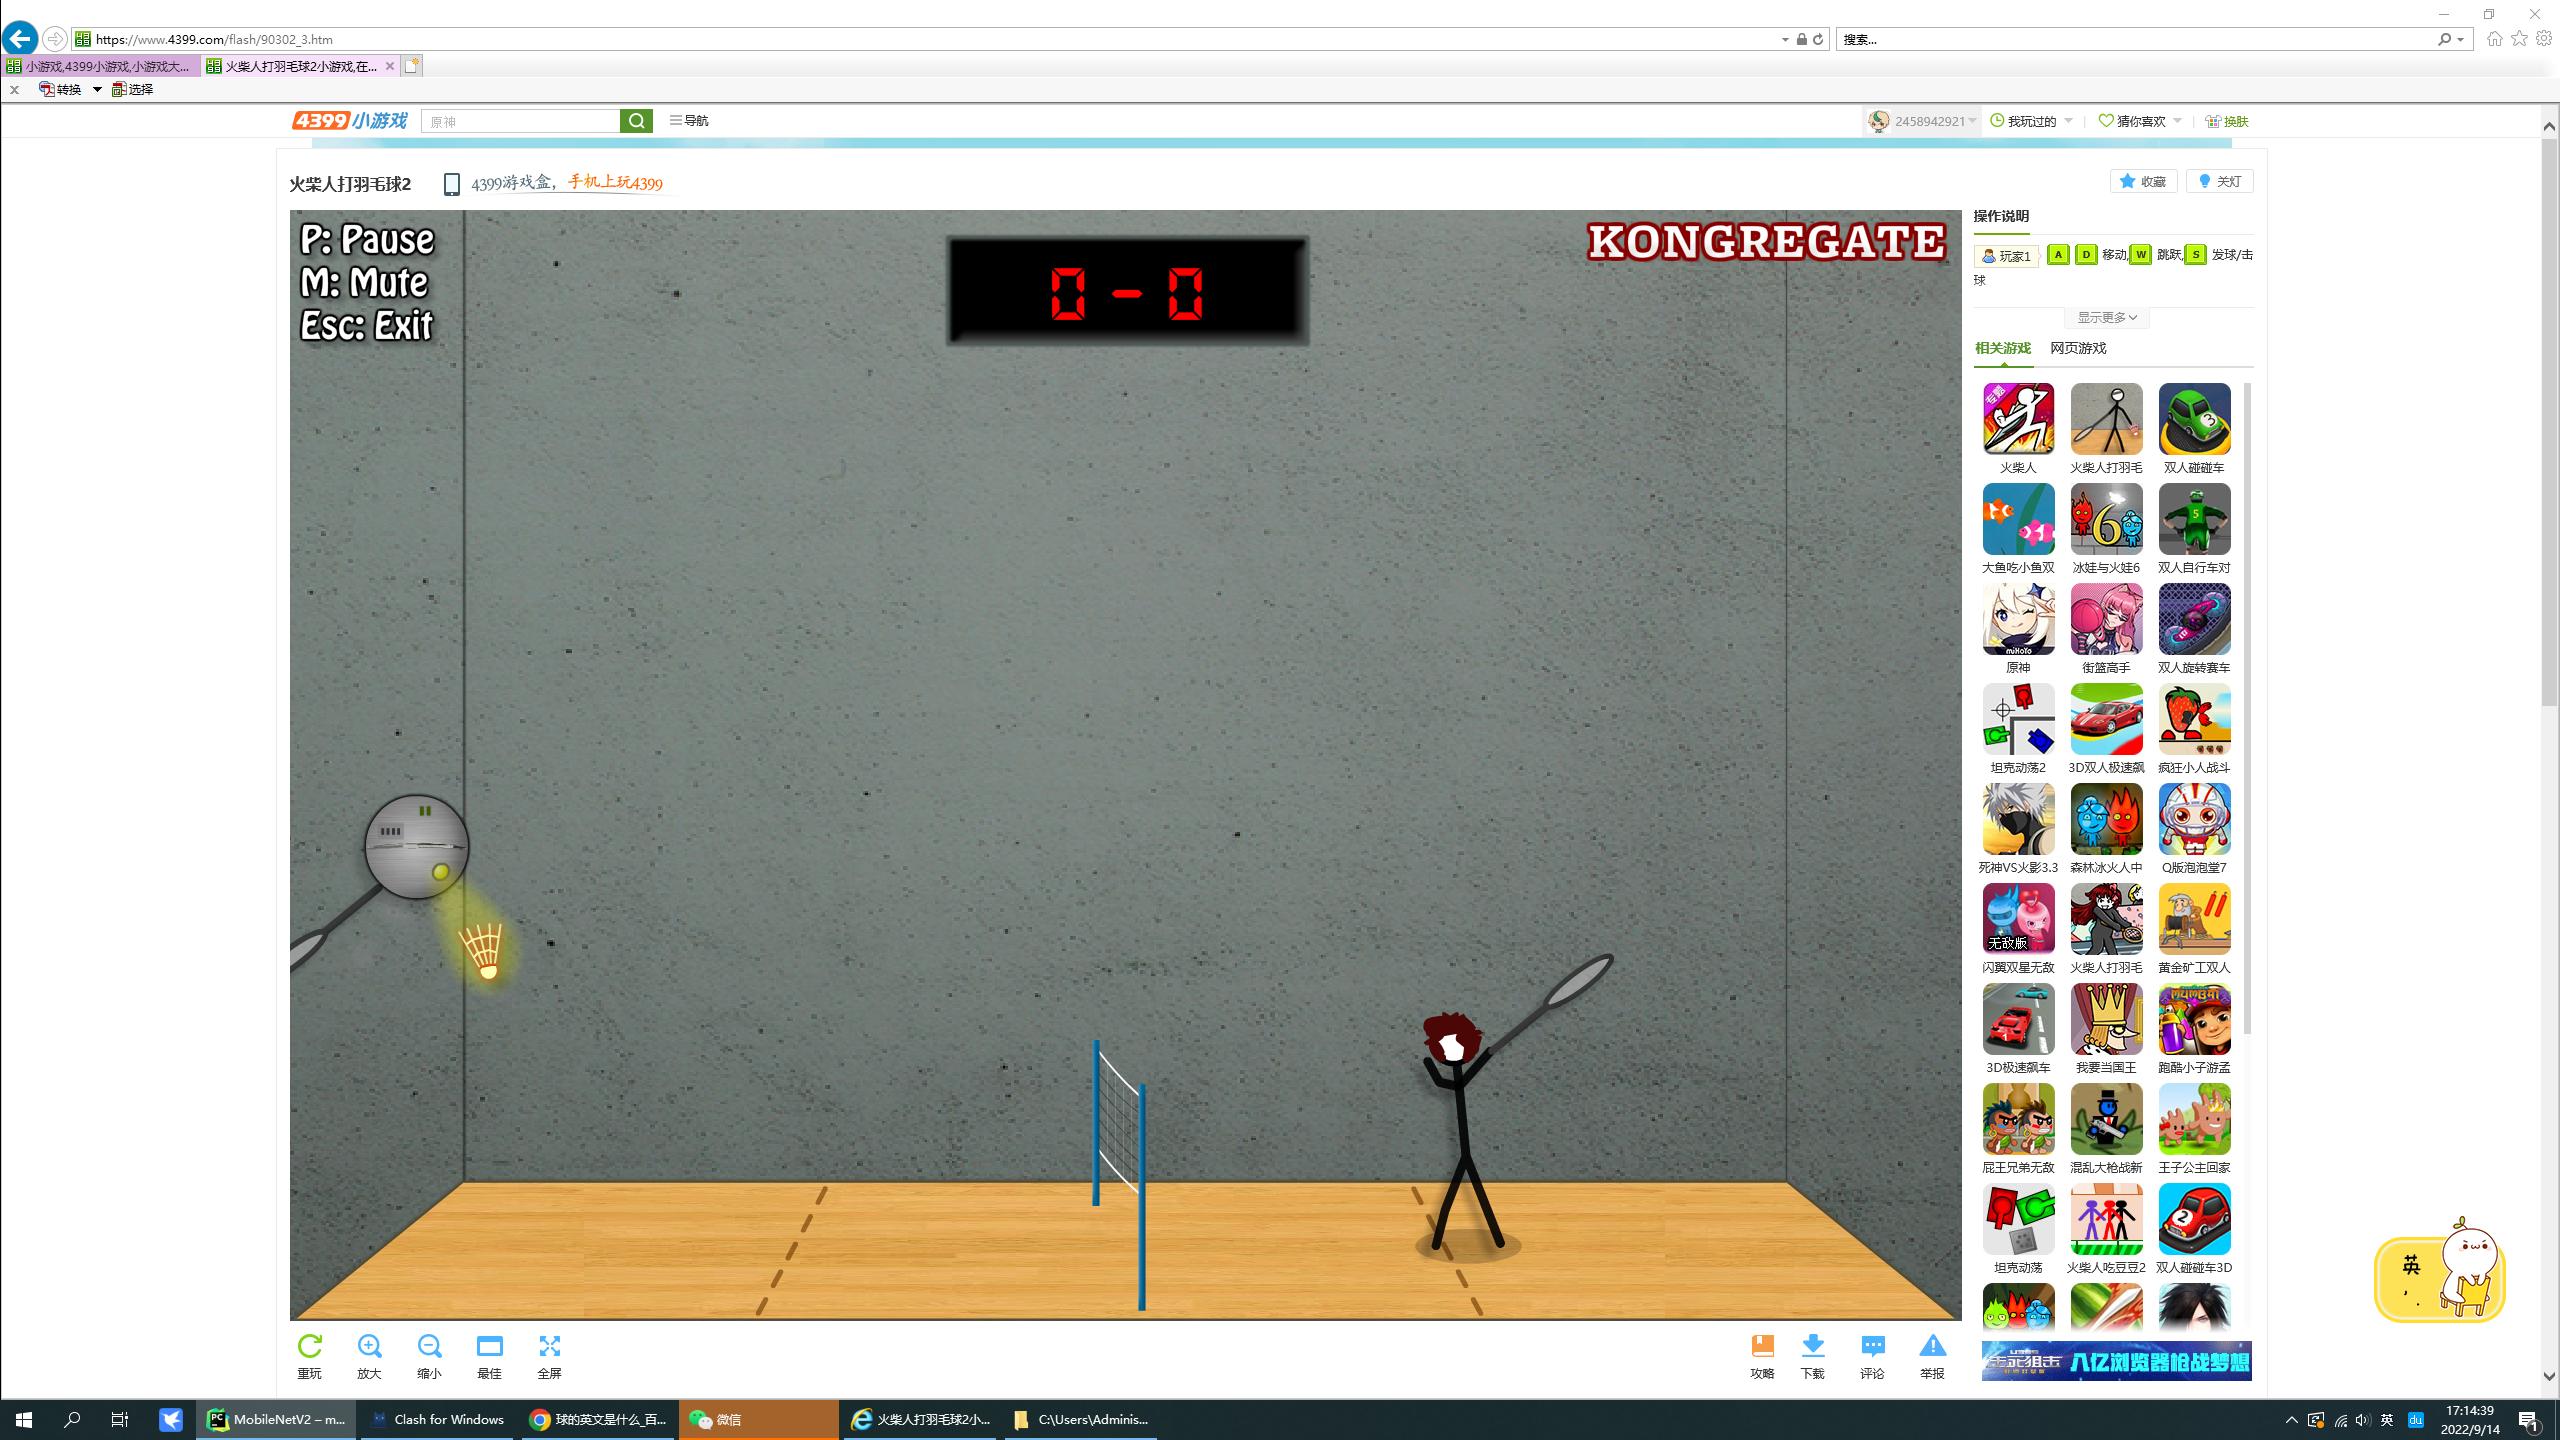 https://www.4399.com/flash/90302_3.htm
搜索...
小游戏,4399小游戏,小游戏大...
火柴人打羽毛球2小游戏,在...
转换
选择
4399小游戏
原神
导航
2458942921
我玩过的
猜你喜欢
换肤
火柴人打羽毛球2
4399游戏盒，手机上玩4399
收藏
关灯
P: Pause
M: Mute
Esc: Exit
0 - 0
KONGREGATE
操作说明
玩家1 A D 移动,W 跳跃,S 发球/击
球
显示更多
相关游戏 网页游戏
专题
3
火柴人 火柴人打羽毛 双人碰碰车
6
5
大鱼吃小鱼双 冰娃与火娃6 双人自行车对
miHoYo
原神 街篮高手 双人旋转赛车
坦克动荡2 3D双人极速飙 疯狂小人战斗
死神VS火影3.3 森林冰火人中 Q版泡泡堂7
无敌版
闪翼双星无敌 火柴人打羽毛 黄金矿工双人
MUMBAI
3D极速飙车 我要当国王 跑酷小子游孟
屁王兄弟无敌 混乱大枪战新 王子公主回家
2
坦克动荡 火柴人吃豆豆2 双人碰碰车3D
生死狙击 八亿浏览器枪战梦想
重玩 放大 缩小 最佳 全屏
攻略 下载 评论 举报
英
MobileNetV2 – m...
Clash for Windows
球的英文是什么_百...
微信
火柴人打羽毛球2小...
C:\Users\Adminis...
英
du
17:14:39
2022/9/14
1